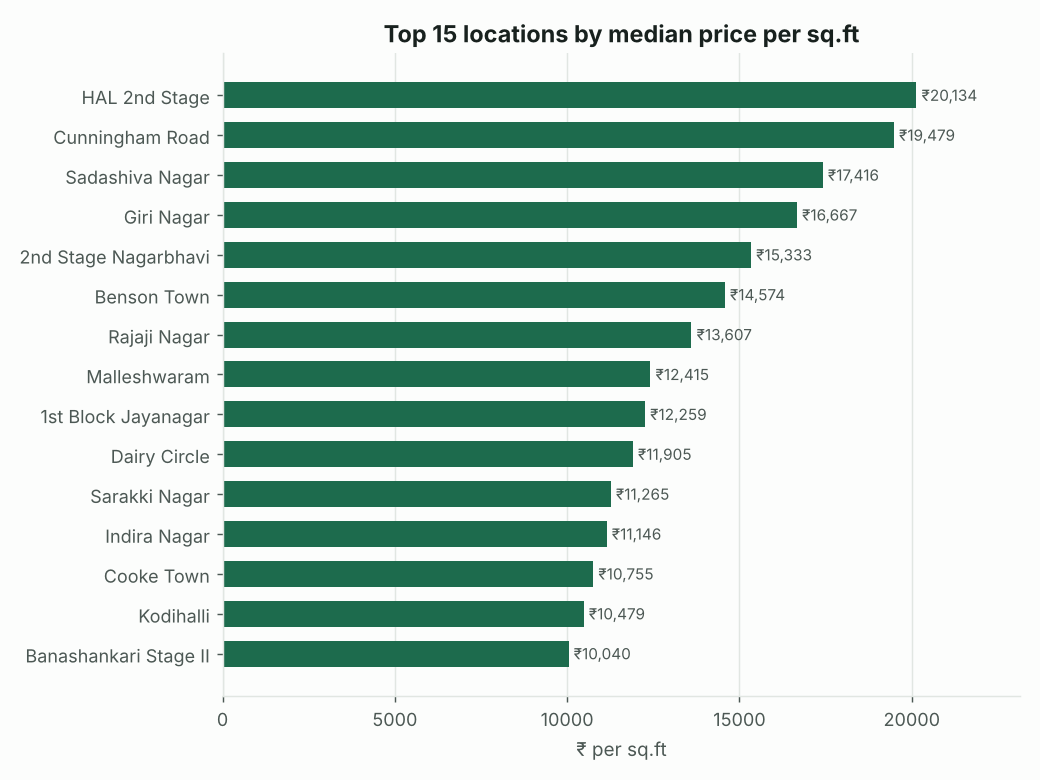 Top 15 locations by median price per sq.ft
HAL 2nd Stage ₹20,134
Cunningham Road ₹19,479
Sadashiva Nagar ₹17,416
Giri Nagar ₹16,667
2nd Stage Nagarbhavi ₹15,333
Benson Town ₹14,574
Rajaji Nagar ₹13,607
Malleshwaram ₹12,415
1st Block Jayanagar ₹12,259
Dairy Circle ₹11,905
Sarakki Nagar ₹11,265
Indira Nagar ₹11,146
Cooke Town ₹10,755
Kodihalli ₹10,479
Banashankari Stage II ₹10,040
0 5000 10000 15000 20000
₹ per sq.ft